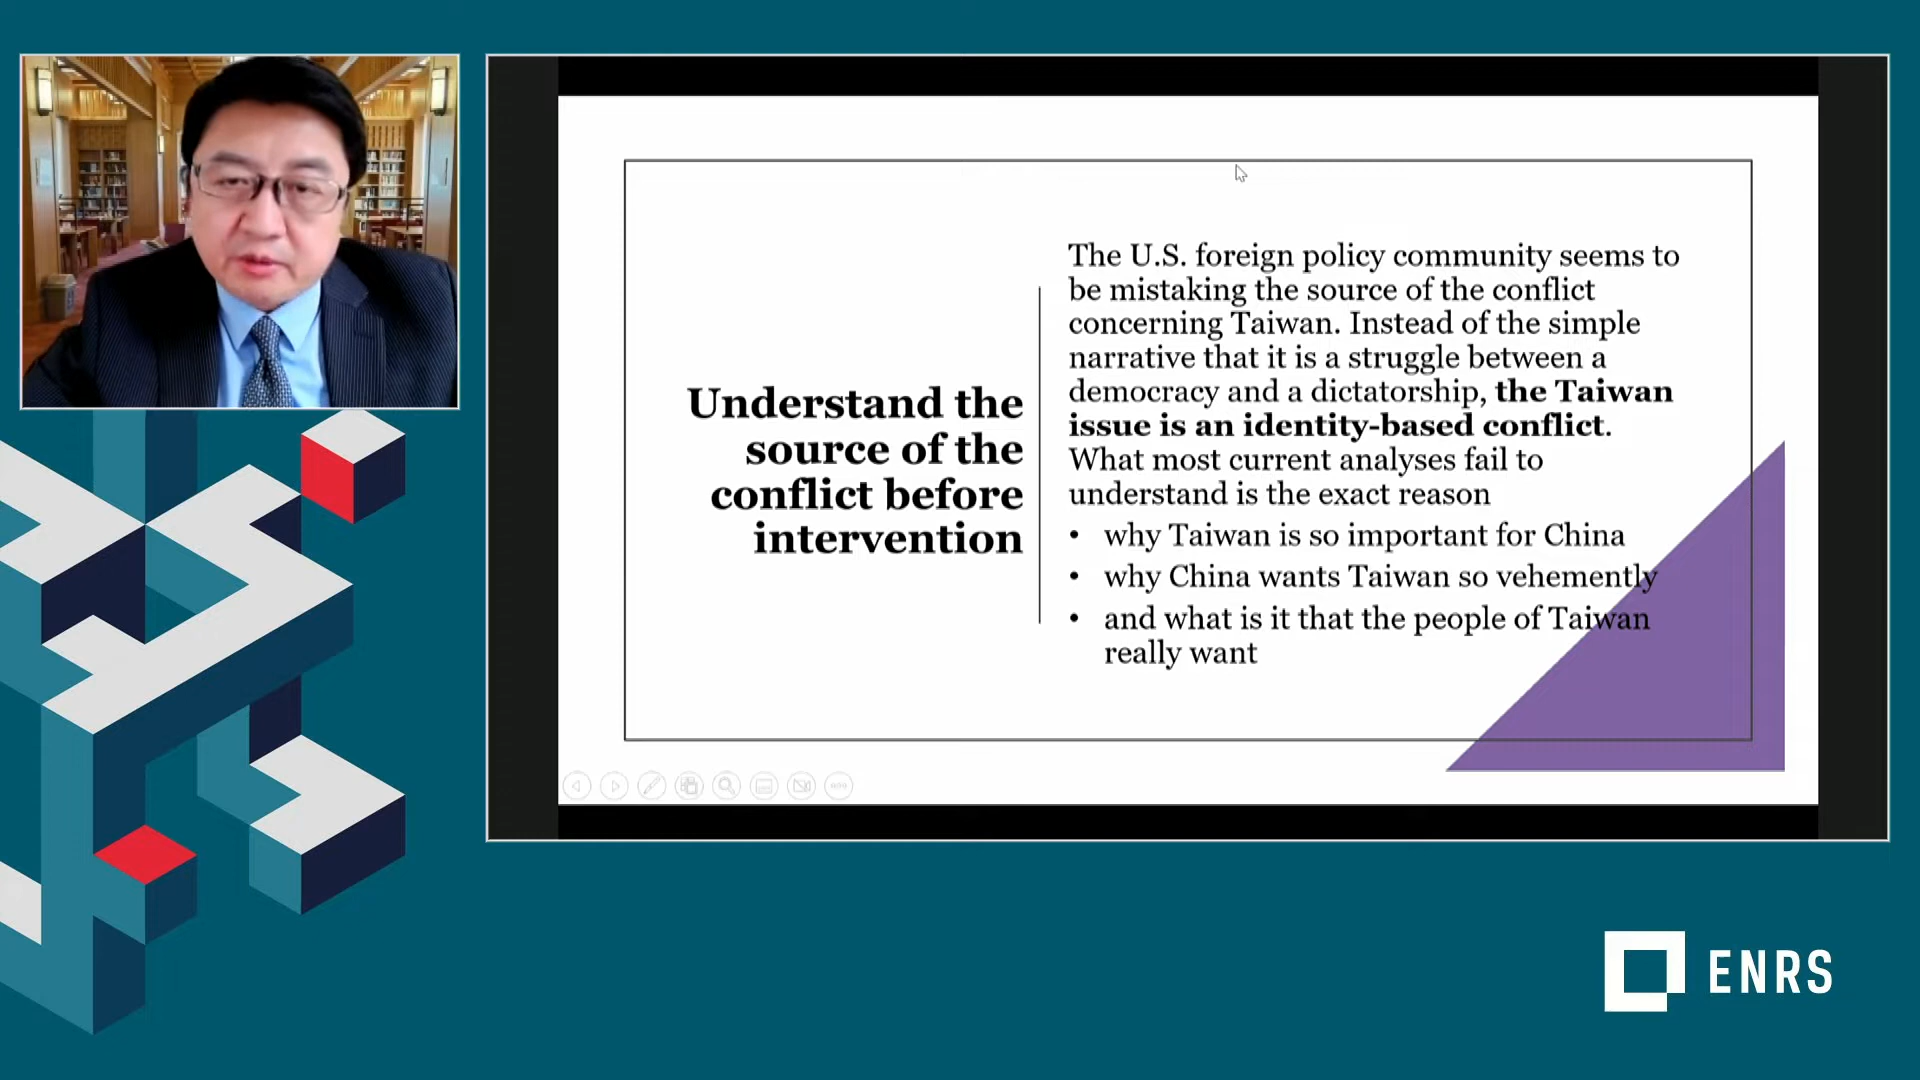 Understand the
source of the
conflict before
intervention
The U.S. foreign policy community seems to
be mistaking the source of the conflict
concerning Taiwan. Instead of the simple
narrative that it is a struggle between a
democracy and a dictatorship, the Taiwan
issue is an identity-based conflict.
What most current analyses fail to
understand is the exact reason
• why Taiwan is so important for China
• why China wants Taiwan so vehemently
• and what is it that the people of Taiwan
really want
ENRS